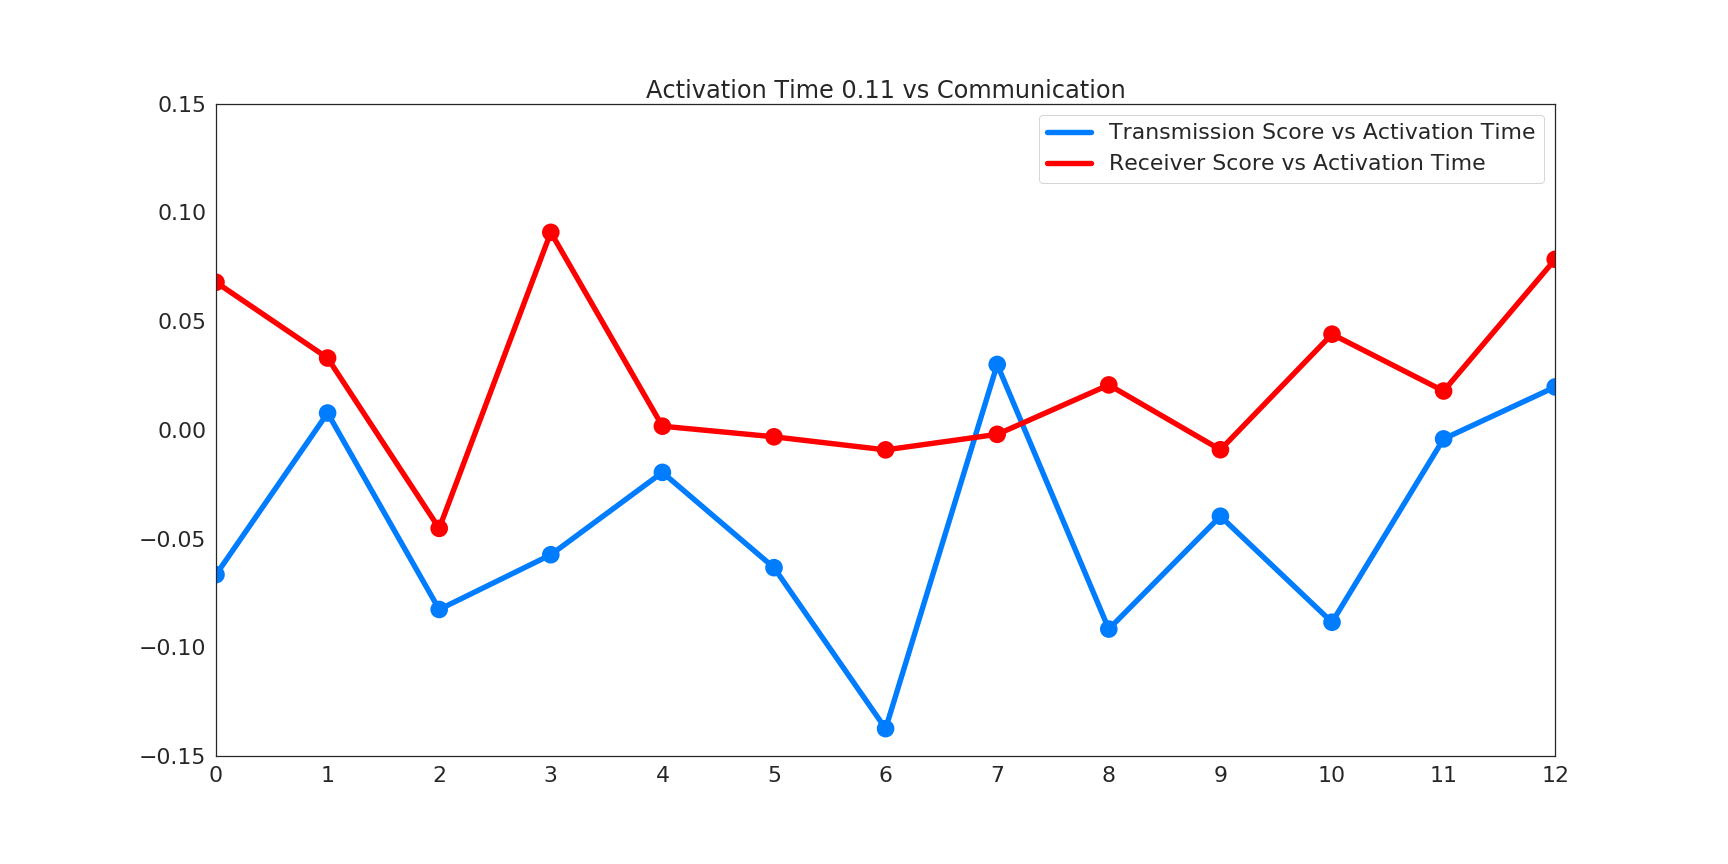 Activation Time 0.11 vs Communication
0.15
Transmission Score vs Activation Time
Receiver Score vs Activation Time
0.10
0.05
0.00
−0.05
−0.10
−0.15
0 1 2 3 4 5 6 7 8 9 10 11 12